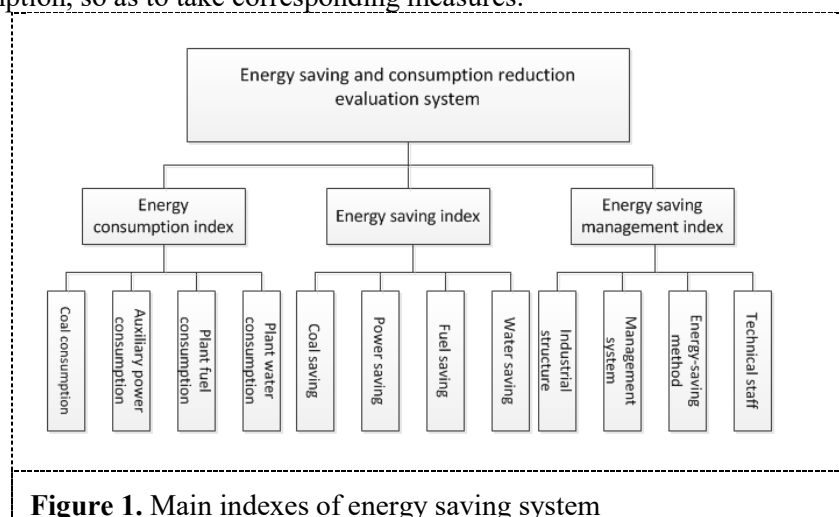 mption, so as to take corresponding measures.
Energy saving and consumption reduction
evaluation system
Energy
consumption index
Energy saving index
Energy saving
management index
Coal consumption
Auxiliary power
consumption
Plant fuel
consumption
Plant water
consumption
Coal saving
Power saving
Fuel saving
Water saving
Industrial
structure
Management
system
Energy-saving
method
Technical staff
Figure 1. Main indexes of energy saving system